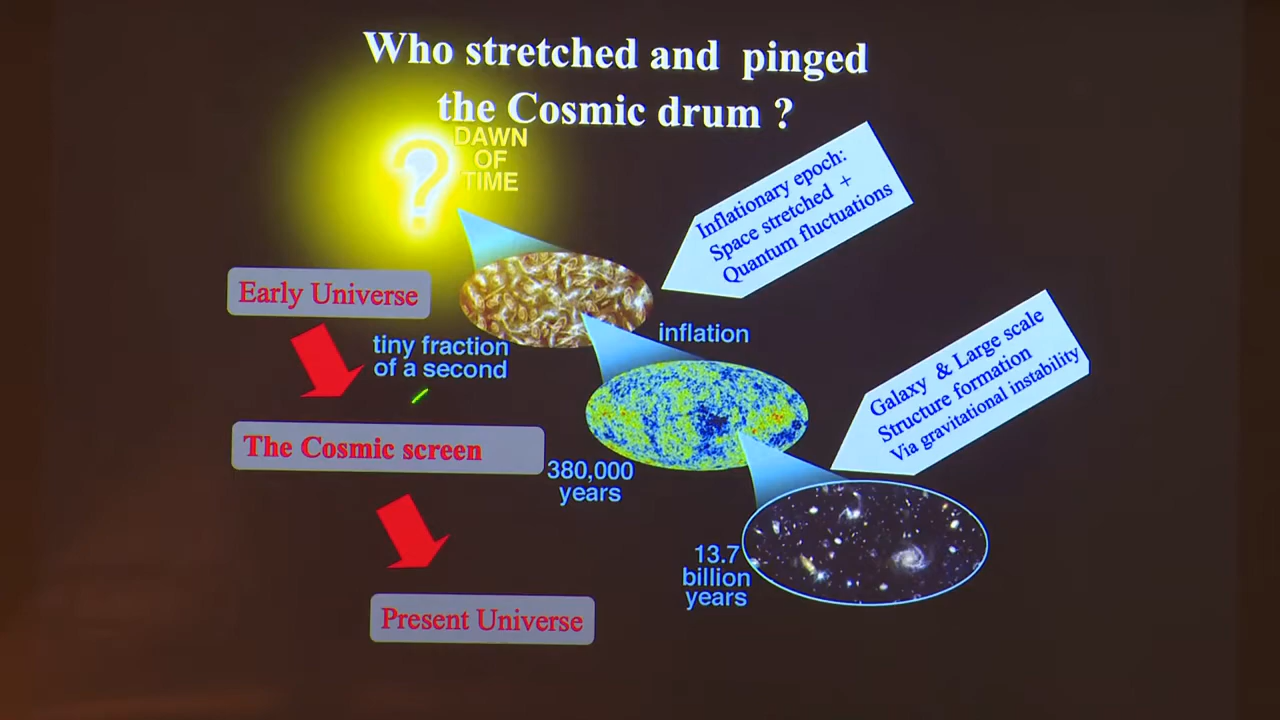 Who stretched and pinged
the Cosmic drum ?
?
DAWN
OF
TIME
Inflationary epoch:
Space stretched +
Quantum fluctuations
Early Universe
tiny fraction
of a second
inflation
Galaxy & Large scale
Structure formation
Via gravitational instability
The Cosmic screen
380,000
years
13.7
billion
years
Present Universe